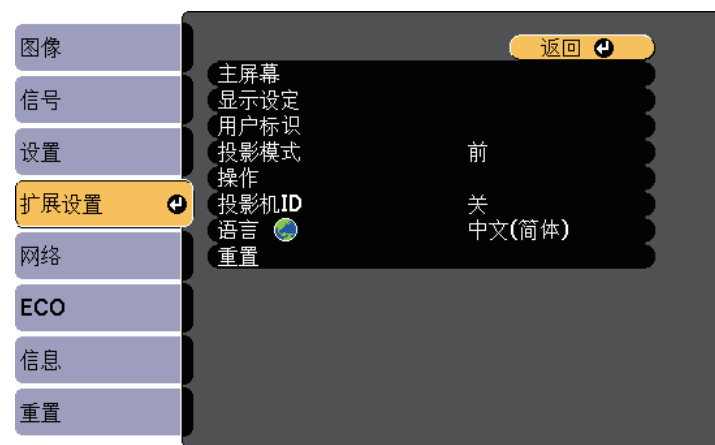 图像
信号
设置
扩展设置
网络
ECO
信息
重置
返回
主屏幕
显示设定
用户标识
投影模式 前
操作
投影机ID 关
语言 中文(简体)
重置